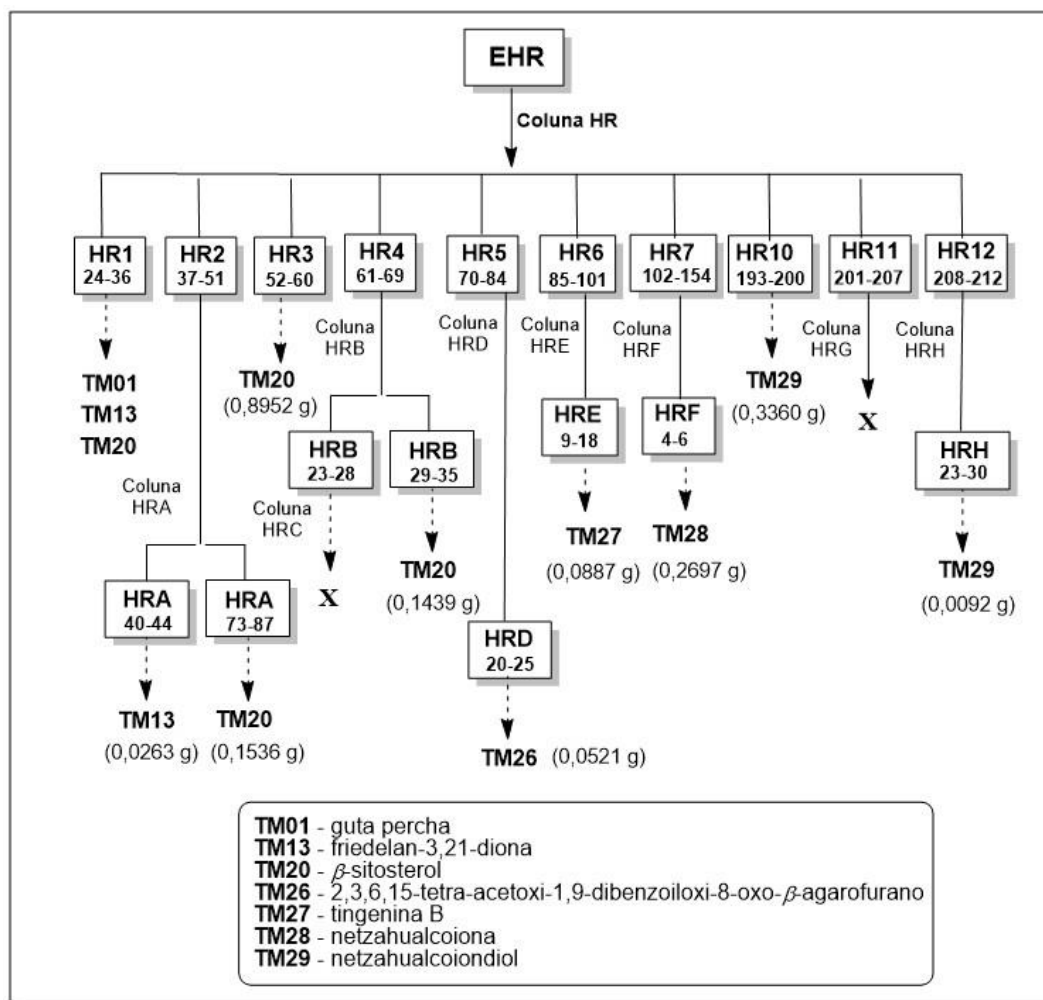 EHR
Coluna HR
HR1
24-36
HR2
37-51
HR3
52-60
HR4
61-69
HR5
70-84
HR6
85-101
HR7
102-154
HR10
193-200
HR11
201-207
HR12
208-212
Coluna
HRB
Coluna
HRD
Coluna
HRE
Coluna
HRF
Coluna
HRG
Coluna
HRH
TM01
TM13
TM20
TM20
(0,8952 g)
TM29
(0,3360 g)
X
HRB
23-28
HRB
29-35
HRE
9-18
HRF
4-6
HRH
23-30
Coluna
HRA
Coluna
HRC
X
TM20
(0,1439 g)
TM27
(0,0887 g)
TM28
(0,2697 g)
TM29
(0,0092 g)
HRA
40-44
HRA
73-87
HRD
20-25
TM13
(0,0263 g)
TM20
(0,1536 g)
TM26 (0,0521 g)
TM01 - guta percha
TM13 - friedelan-3,21-diona
TM20 - β-sitosterol
TM26 - 2,3,6,15-tetra-acetoxi-1,9-dibenzoiloxi-8-oxo-β-agarofurano
TM27 - tingenina B
TM28 - netzahualcoiona
TM29 - netzahualcoiondiol